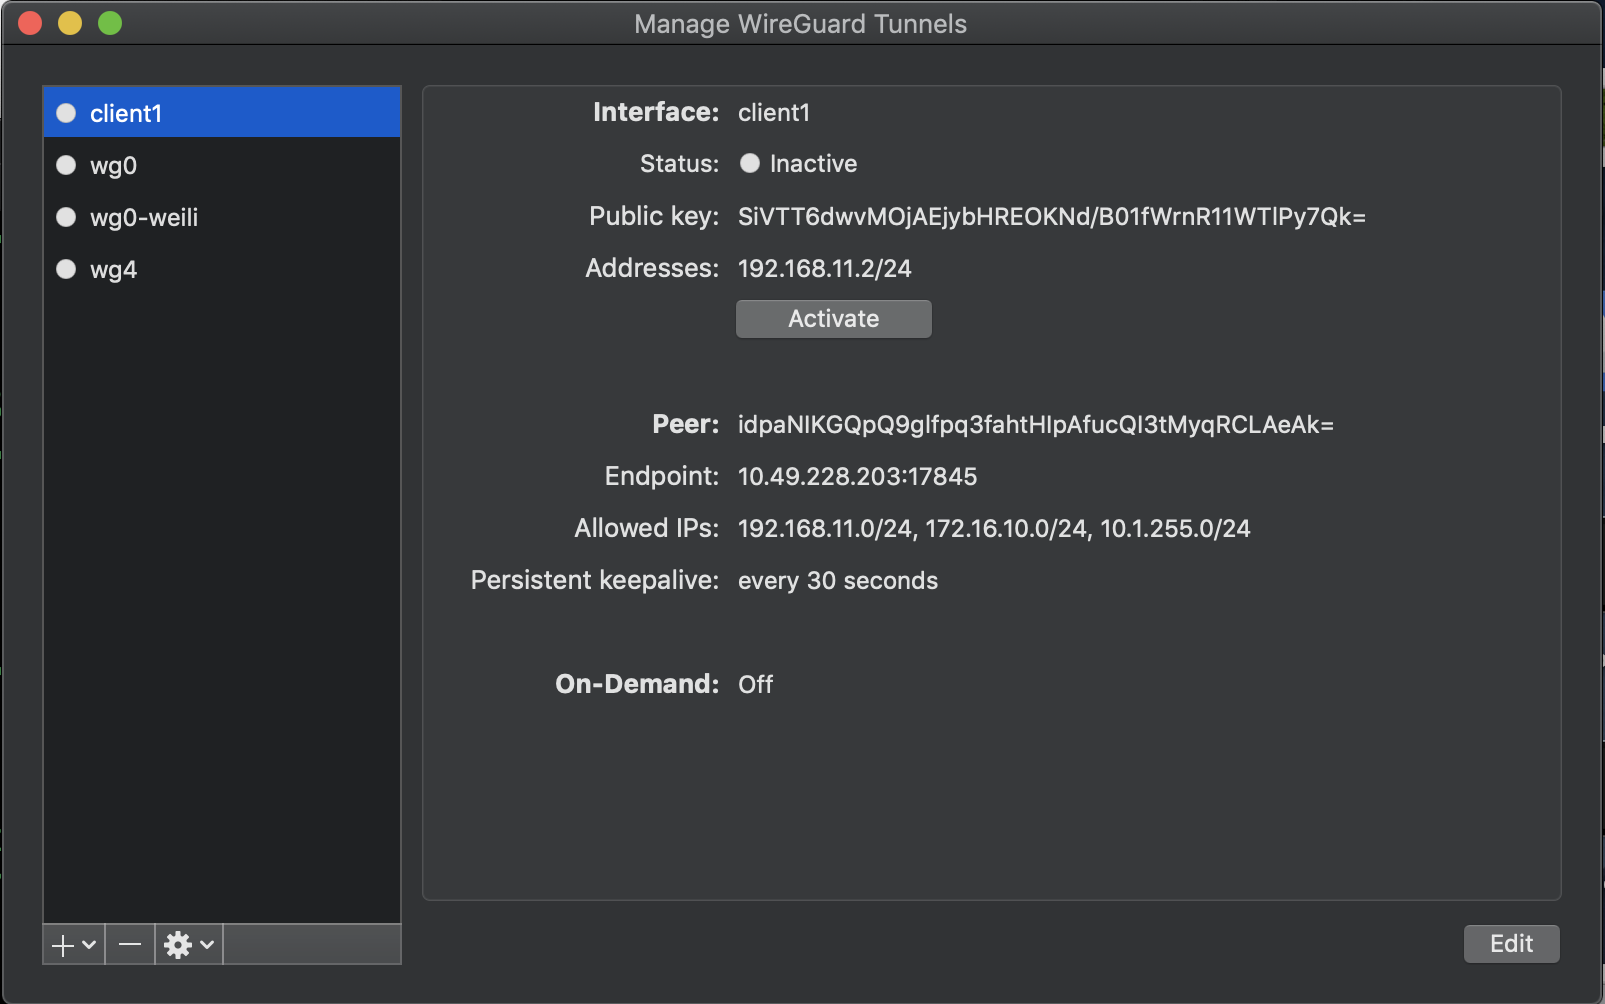 Manage WireGuard Tunnels
client1
wg0
wg0-weili
wg4
Interface: client1
Status: Inactive
Public key: SiVTT6dwvMOjAEjybHREOKNd/B01fWrnR11WTlPy7Qk=
Addresses: 192.168.11.2/24
Activate
Peer: idpaNIKGQpQ9glfpq3fahtHIpAfucQI3tMyqRCLAeAk=
Endpoint: 10.49.228.203:17845
Allowed IPs: 192.168.11.0/24, 172.16.10.0/24, 10.1.255.0/24
Persistent keepalive: every 30 seconds
On-Demand: Off
Edit